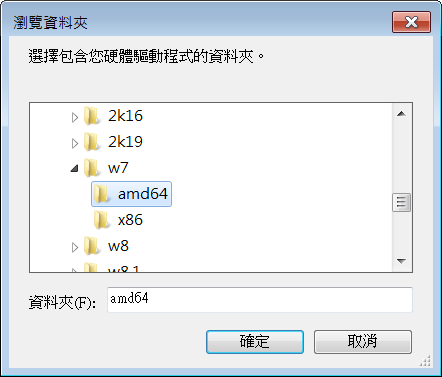 瀏覽資料夾
選擇包含您硬體驅動程式的資料夾。
2k16
2k19
w7
amd64
x86
w8
w8.1
資料夾(F):
amd64
確定
取消